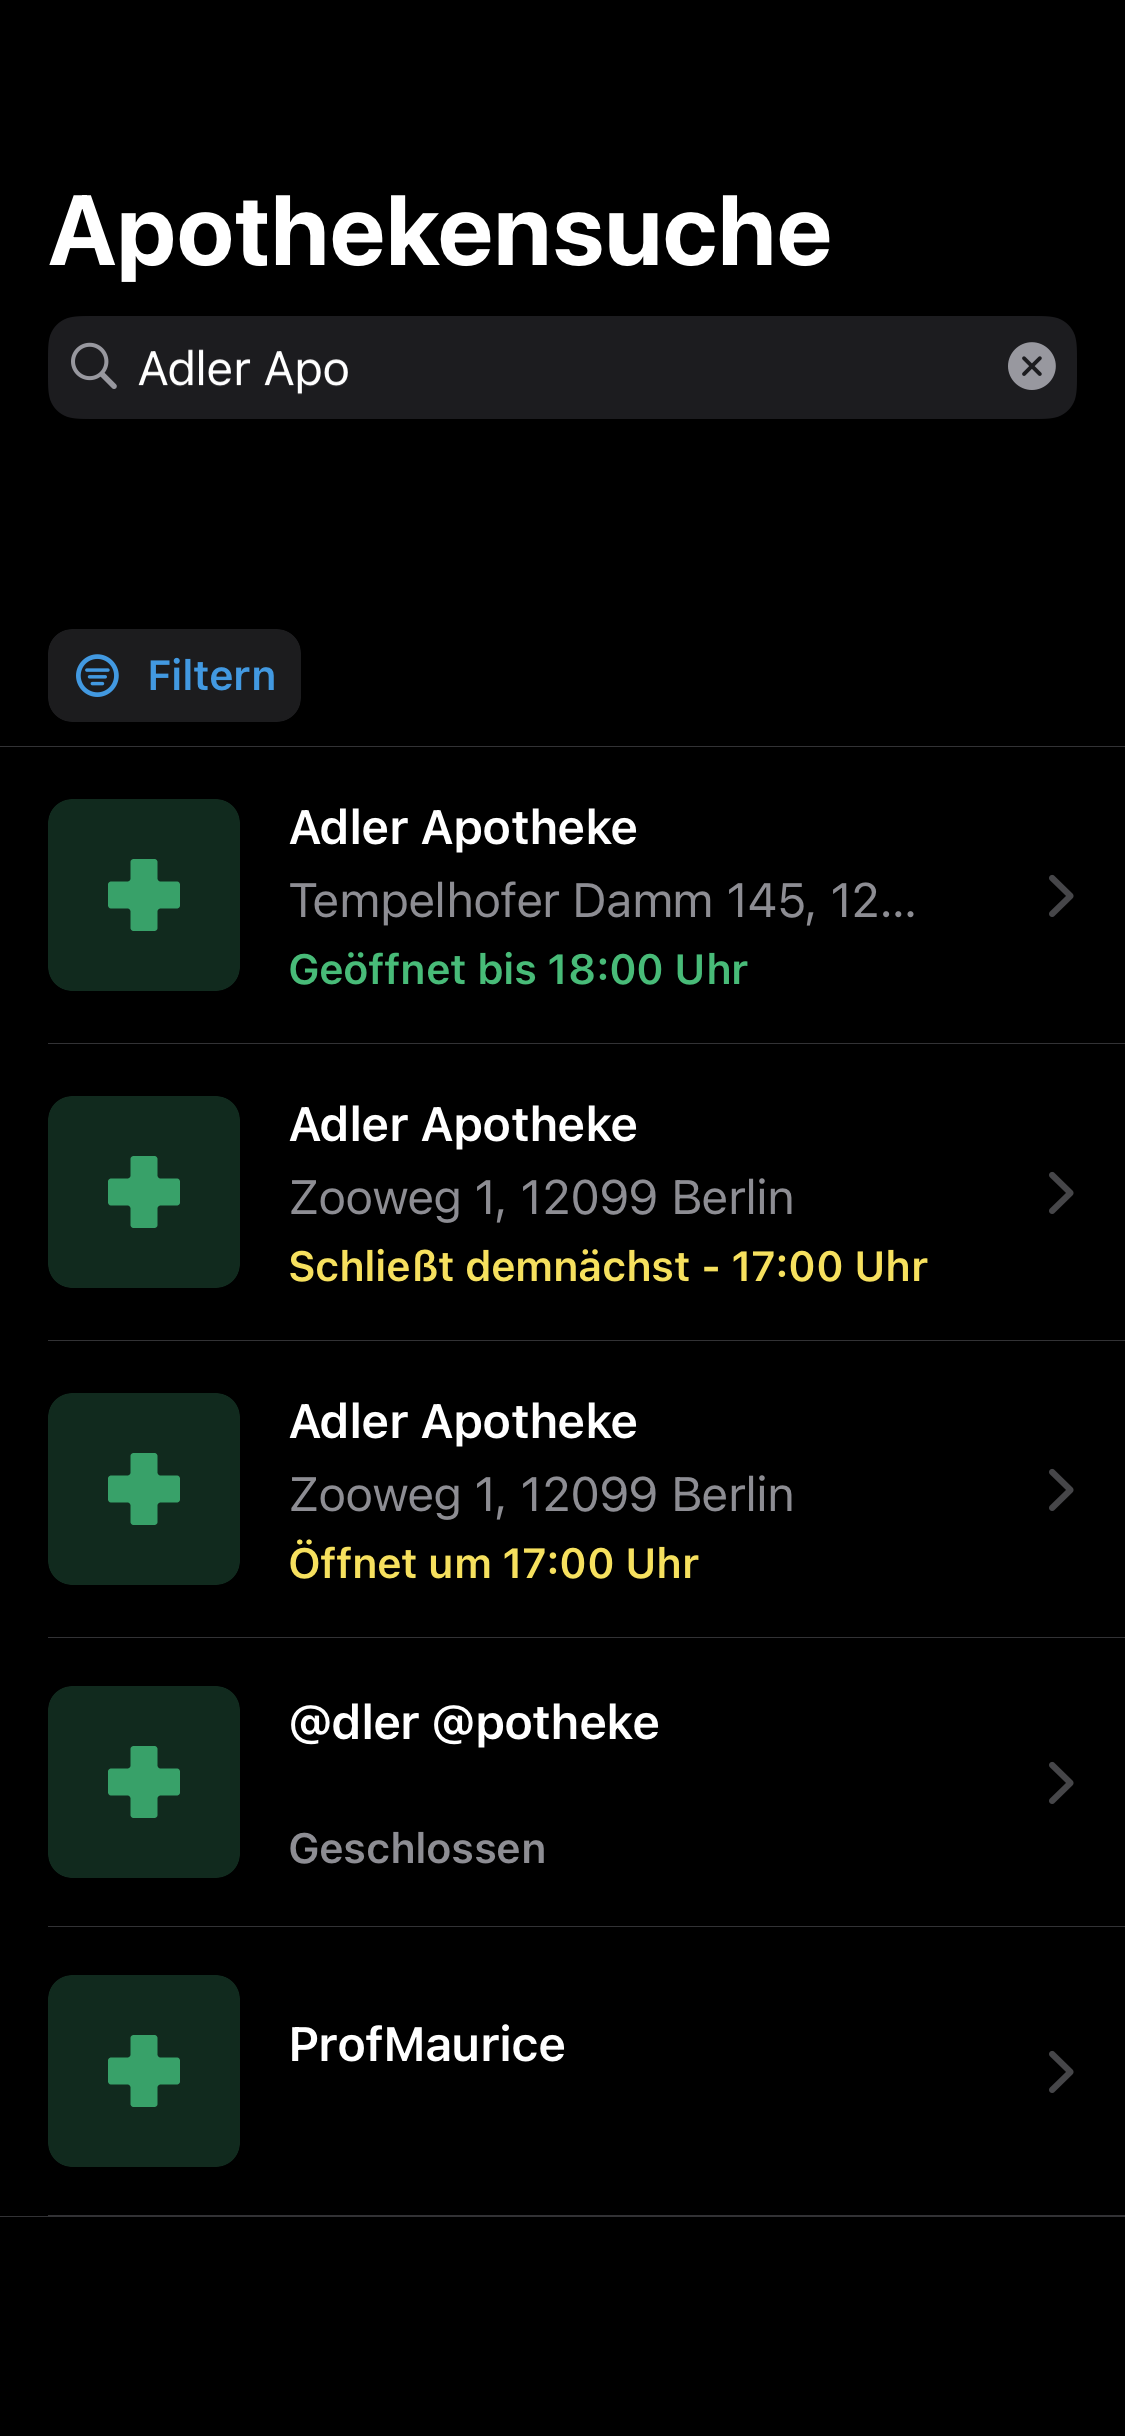 Apothekensuche
Adler Apo
Filtern
Adler Apotheke
Tempelhofer Damm 145, 12...
Geöffnet bis 18:00 Uhr
Adler Apotheke
Zooweg 1, 12099 Berlin
Schließt demnächst - 17:00 Uhr
Adler Apotheke
Zooweg 1, 12099 Berlin
Öffnet um 17:00 Uhr
@dler @potheke
Geschlossen
ProfMaurice